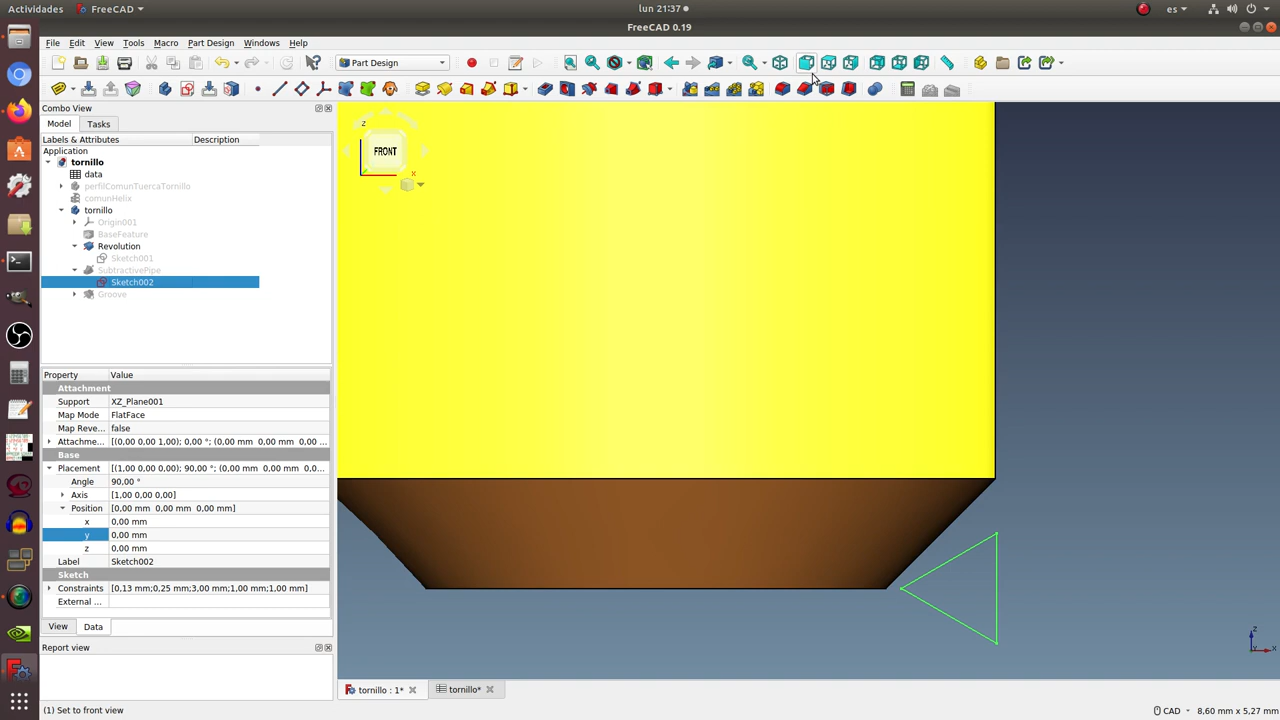 Actividades
FreeCAD
lun 21:37
es
FreeCAD 0.19
File Edit View Tools Macro Part Design Windows Help
Part Design
Combo View
Model Tasks
Labels & Attributes Description
Application
tornillo
data
perfilComunTuercaTornillo
comunHelix
tornillo
Origin001
BaseFeature
Revolution
Sketch001
SubtractivePipe
Sketch002
Groove
Property Value
Attachment
Support XZ_Plane001
Map Mode FlatFace
Map Reve... false
Attachme... [(0,00 0,00 1,00); 0,00 °; (0,00 mm 0,00 mm 0,00 ...
Base
Placement [(1,00 0,00 0,00); 90,00 °; (0,00 mm 0,00 mm 0,0...
Angle 90,00 °
Axis [1,00 0,00 0,00]
Position [0,00 mm 0,00 mm 0,00 mm]
x 0,00 mm
y 0,00 mm
z 0,00 mm
Label Sketch002
Sketch
Constraints [0,13 mm;0,25 mm;3,00 mm;1,00 mm;1,00 mm]
External ...
View Data
Report view
z
FRONT
x
z
x
tornillo : 1*
tornillo*
(1) Set to front view
CAD
8,60 mm x 5,27 mm